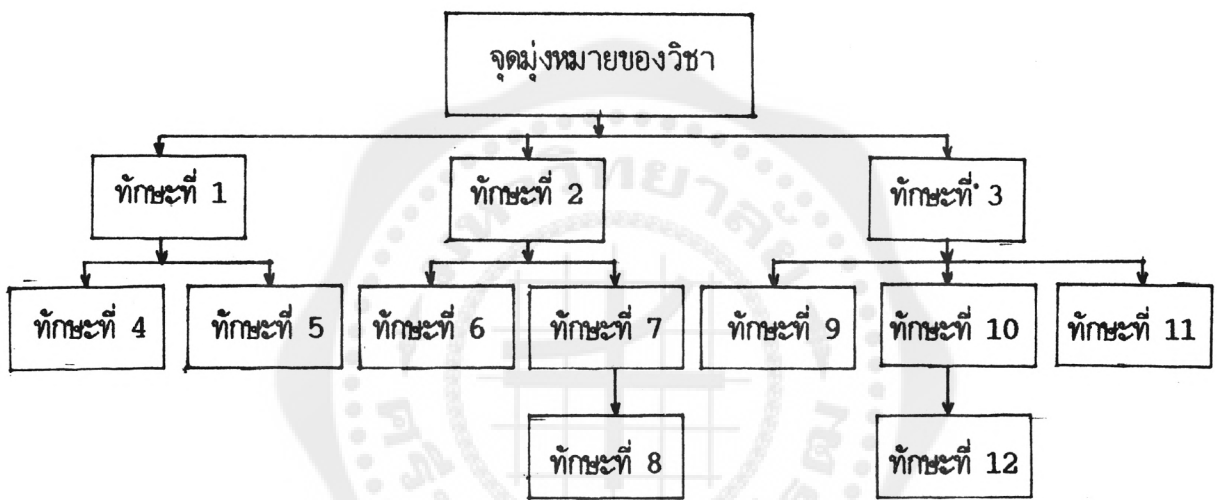 จุดมุ่งหมายของวิชา
ทักษะที่ 1
ทักษะที่ 2
ทักษะที่ 3
ทักษะที่ 4
ทักษะที่ 5
ทักษะที่ 6
ทักษะที่ 7
ทักษะที่ 9
ทักษะที่ 10
ทักษะที่ 11
ทักษะที่ 8
ทักษะที่ 12